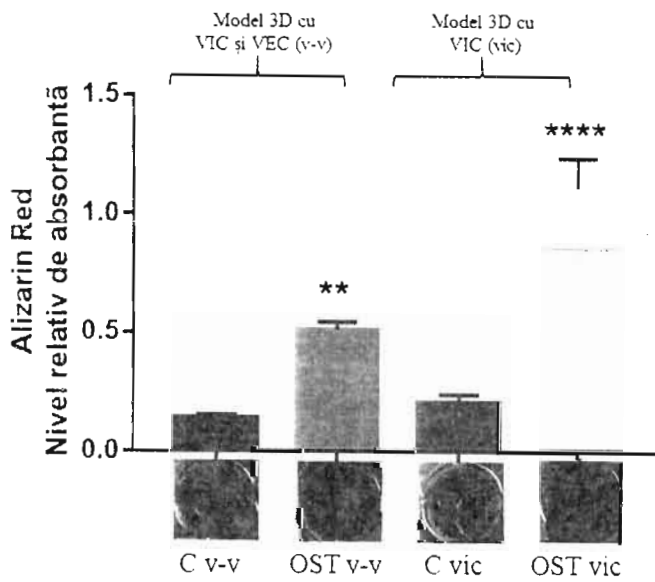 Model 3D cu
VIC și VEC (v-v)
Model 3D cu
VIC (vic)
Alizarin Red
Nivel relativ de absorbantă
1.5
1.0
0.5
0.0
**
****
C v-v
OST v-v
C vic
OST vic